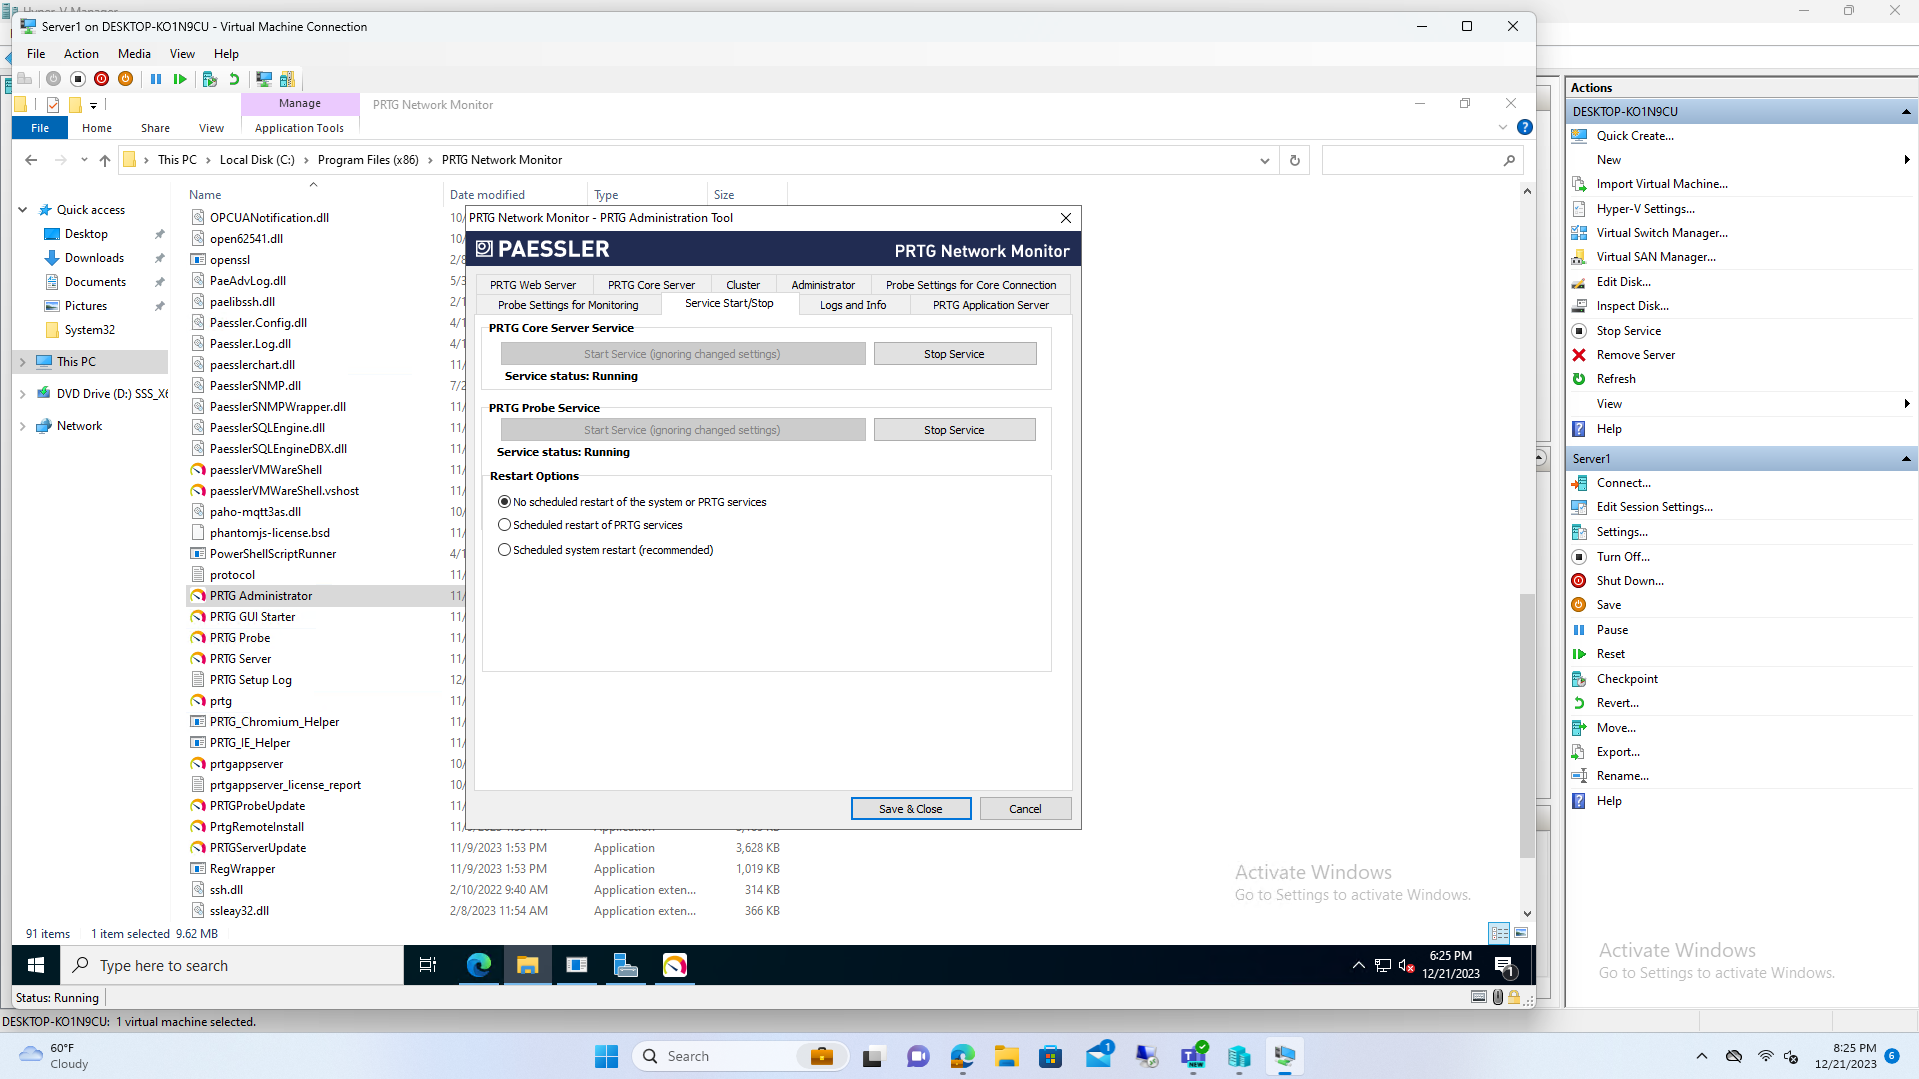 Hyper-V Manager
Server1 on DESKTOP-KO1N9CU - Virtual Machine Connection
File Action Media View Help
Manage PRTG Network Monitor
File Home Share View Application Tools
This PC Local Disk (C:) Program Files (x86) PRTG Network Monitor
Name Date modified Type Size
Quick access
Desktop
Downloads
Documents
Pictures
System32
This PC
DVD Drive (D:) SSS_X6
Network
OPCUANotification.dll 10/
open62541.dll 10/
openssl 2/8
PaeAdvLog.dll 5/3
paelibssh.dll 2/1
Paessler.Config.dll 4/1
Paessler.Log.dll 4/1
paesslerchart.dll 11/
PaesslerSNMP.dll 7/2
PaesslerSNMPWrapper.dll 11/
PaesslerSQLEngine.dll 11/
PaesslerSQLEngineDBX.dll 11/
paesslerVMWareShell 11/
paesslerVMWareShell.vshost 11/
paho-mqtt3as.dll 10/
phantomjs-license.bsd 11/
PowerShellScriptRunner 4/1
protocol 11/
PRTG Administrator 11/
PRTG GUI Starter 11/
PRTG Probe 11/
PRTG Server 11/
PRTG Setup Log 12/
prtg 11/
PRTG_Chromium_Helper 11/
PRTG_IE_Helper 11/
prtgappserver 10/
prtgappserver_license_report 10/
PRTGProbeUpdate 11/
PrtgRemoteInstall
PRTGServerUpdate 11/9/2023 1:53 PM Application 3,628 KB
RegWrapper 11/9/2023 1:53 PM Application 1,019 KB
ssh.dll 2/10/2022 9:40 AM Application exten... 314 KB
ssleay32.dll 2/8/2023 11:54 AM Application exten... 366 KB
91 items 1 item selected 9.62 MB
PRTG Network Monitor - PRTG Administration Tool
PAESSLER PRTG Network Monitor
PRTG Web Server PRTG Core Server Cluster Administrator Probe Settings for Core Connection
Probe Settings for Monitoring Service Start/Stop Logs and Info PRTG Application Server
PRTG Core Server Service
Start Service (ignoring changed settings) Stop Service
Service status: Running
PRTG Probe Service
Start Service (ignoring changed settings) Stop Service
Service status: Running
Restart Options
No scheduled restart of the system or PRTG services
Scheduled restart of PRTG services
Scheduled system restart (recommended)
Save & Close Cancel
Activate Windows
Go to Settings to activate Windows.
Type here to search
6:25 PM
12/21/2023
1
Status: Running
DESKTOP-KO1N9CU: 1 virtual machine selected.
Actions
DESKTOP-KO1N9CU
Quick Create...
New
Import Virtual Machine...
Hyper-V Settings...
Virtual Switch Manager...
Virtual SAN Manager...
Edit Disk...
Inspect Disk...
Stop Service
Remove Server
Refresh
View
Help
Server1
Connect...
Edit Session Settings...
Settings...
Turn Off...
Shut Down...
Save
Pause
Reset
Checkpoint
Revert...
Move...
Export...
Rename...
Help
Activate Windows
Go to Settings to activate Windows.
60°F
Cloudy
Search
1
NEW
8:25 PM
12/21/2023
6